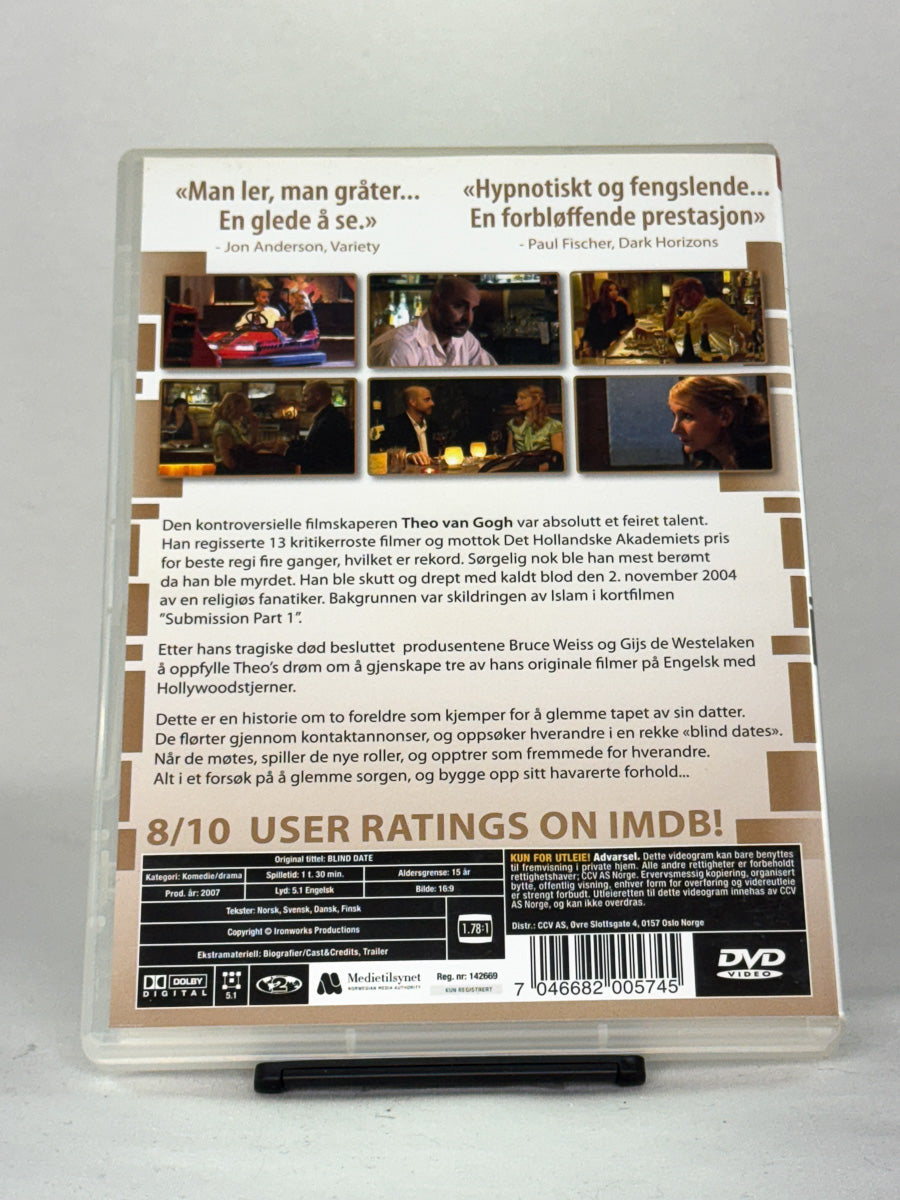 «Man ler, man gråter...
En glede å se.»
- Jon Anderson, Variety
«Hypnotiskt og fengslende...
En forbløffende prestasjon»
- Paul Fischer, Dark Horizons
Den kontroversielle filmskaperen Theo van Gogh var absolutt et feiret talent.
Han regisserte 13 kritikerroste filmer og mottok Det Hollandske Akademiets pris
for beste regi fire ganger, hvilket er rekord. Sørgelig nok ble han mest berømt
da han ble myrdet. Han ble skutt og drept med kaldt blod den 2. november 2004
av en religiøs fanatiker. Bakgrunnen var skildringen av Islam i kortfilmen
"Submission Part 1".
Etter hans tragiske død besluttet produsentene Bruce Weiss og Gijs de Westelaken
å oppfylle Theo's drøm om å gjenskape tre av hans originale filmer på Engelsk med
Hollywoodstjerner.
Dette er en historie om to foreldre som kjemper for å glemme tapet av sin datter.
De flørter gjennom kontaktannonser, og oppsøker hverandre i en rekke «blind dates».
Når de møtes, spiller de nye roller, og opptrer som fremmede for hverandre.
Alt i et forsøk på å glemme sorgen, og bygge opp sitt havarerte forhold...
8/10 USER RATINGS ON IMDB!
Original tittel: BLIND DATE
Kategori: Komedie/drama
Spilletid: 1 t. 30 min.
Aldersgrense: 15 år
Prod. år: 2007
Lyd: 5.1 Engelsk
Bilde: 16:9
Tekster: Norsk, Svensk, Dansk, Finsk
Copyright © Ironworks Productions
Ekstramateriell: Biografier/Cast&Credits, Trailer
1.78:1
KUN FOR UTLEIE! Advarsel. Dette videogram kan bare benyttes
til fremvisning i private hjem. Alle andre rettigheter er forbeholdt
rettighetshaver; CCV AS Norge. Ervervsmessig kopiering, organisert
bytte, offentlig visning, enhver form for overføring og videreutleie
er strengt forbudt. Utleieretten til dette videogram innehas av CCV
AS Norge, og kan ikke overdras.
Distr.: CCV AS, Øvre Slottsgate 4, 0157 Oslo Norge
DOLBY
DIGITAL
5.1
2
Medietilsynet
NORWEGIAN MEDIA AUTHORITY
Reg. nr: 142669
KUN REGISTRERT
7 046682 005745
DVD
VIDEO